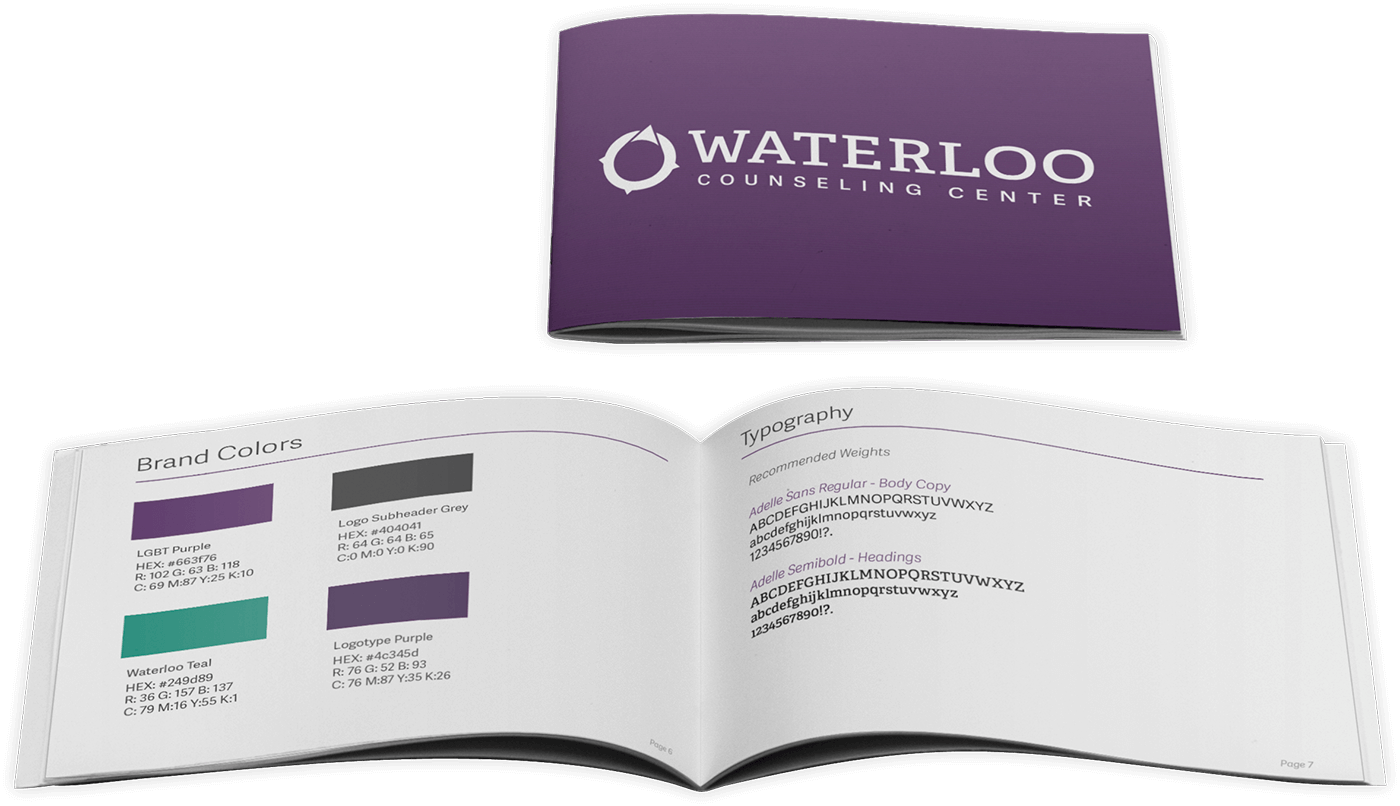 WATERLOO
COUNSELING CENTER
Brand Colors
LGBT Purple
HEX: #663f76
R: 102 G: 63 B: 118
C: 69 M:87 Y:25 K:10
Logo Subheader Grey
HEX: #404041
R: 64 G: 64 B: 65
C:0 M:0 Y:0 K:90
Waterloo Teal
HEX: #249d89
R: 36 G: 157 B: 137
C: 79 M:16 Y:55 K:1
Logotype Purple
HEX: #4c345d
R: 76 G: 52 B: 93
C: 76 M:87 Y:35 K:26
Page 6
Typography
Recommended Weights
Adelle Sans Regular - Body Copy
ABCDEFGHIJKLMNOPQRSTUVWXYZ
abcdefghijklmnopqrstuvwxyz
1234567890!?.
Adelle Semibold - Headings
ABCDEFGHIJKLMNOPQRSTUVWXYZ
abcdefghijklmnopqrstuvwxyz
1234567890!?.
Page 7